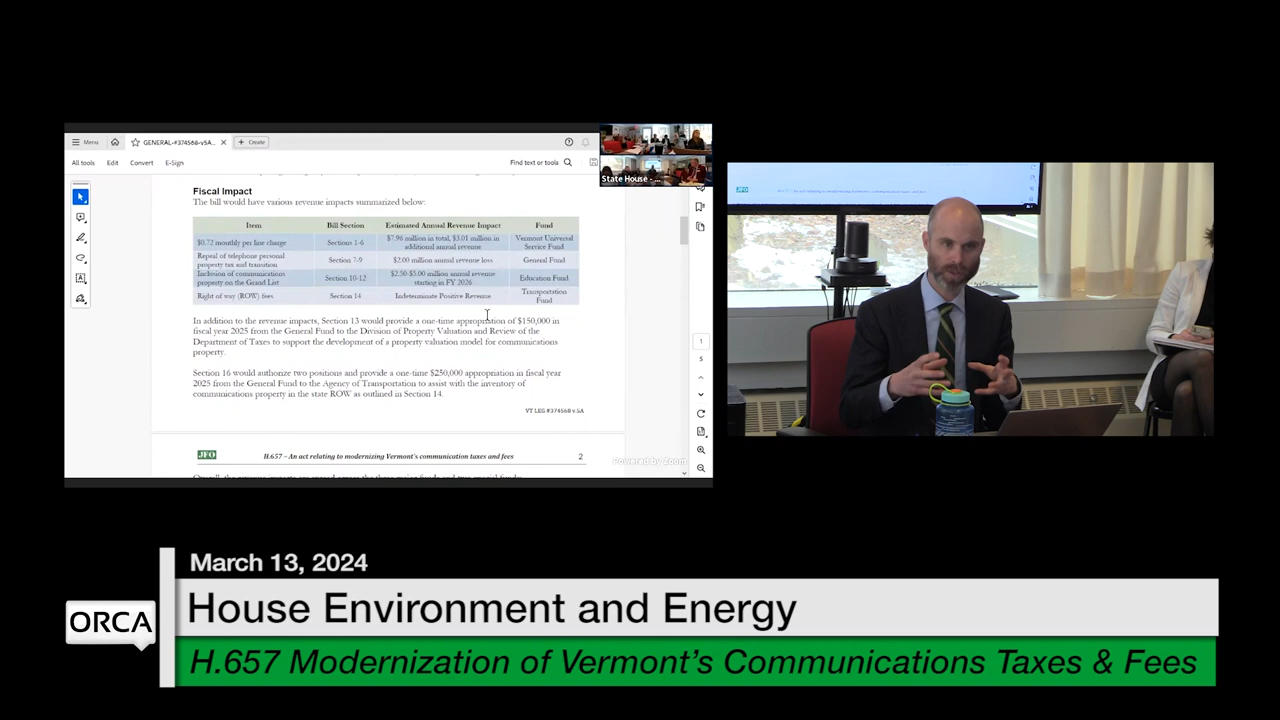 Menu
GENERAL-#374568-v5A...
Create
All tools
Edit
Convert
E-Sign
Find text or tools
State House - ...
Fiscal Impact
The bill would have various revenue impacts summarized below:
Item Bill Section Estimated Annual Revenue Impact Fund
$0.72 monthly per line charge Sections 1-6 $7.96 million in total, $3.01 million in additional annual revenue Vermont Universal Service Fund
Repeal of telephone personal property tax and transition Section 7-9 $2.00 million annual revenue loss General Fund
Inclusion of communications property on the Grand List Section 10-12 $2.50-$5.00 million annual revenue starting in FY 2026 Education Fund
Right of way (ROW) fees Section 14 Indeterminate Positive Revenue Transportation Fund
In addition to the revenue impacts, Section 13 would provide a one-time appropriation of $150,000 in
fiscal year 2025 from the General Fund to the Division of Property Valuation and Review of the
Department of Taxes to support the development of a property valuation model for communications
property.
Section 16 would authorize two positions and provide a one-time $250,000 appropriation in fiscal year
2025 from the General Fund to the Agency of Transportation to assist with the inventory of
communications property in the state ROW as outlined in Section 14.
VT LEG #374568 v.5A
JFO
H.657 – An act relating to modernizing Vermont's communication taxes and fees
2
1
5
Powered by Zoom
JFO
March 13, 2024
ORCA
House Environment and Energy
H.657 Modernization of Vermont's Communications Taxes & Fees